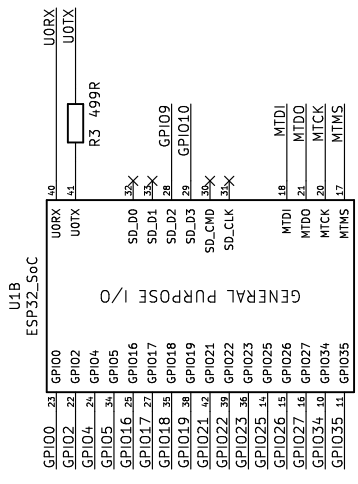 U0RX
U0TX
R3 499R
GPIO9
GPIO10
MTDI
MTDO
MTCK
MTMS
40
41
32
33
28
29
30
31
18
21
20
17
U0RX
U0TX
SD_D0
SD_D1
SD_D2
SD_D3
SD_CMD
SD_CLK
MTDI
MTDO
MTCK
MTMS
U1B
ESP32_SoC
GENERAL PURPOSE I/O
GPIO0
GPIO2
GPIO4
GPIO5
GPIO16
GPIO17
GPIO18
GPIO19
GPIO21
GPIO22
GPIO23
GPIO25
GPIO26
GPIO27
GPIO34
GPIO35
23
22
24
34
25
27
35
38
42
39
36
14
15
16
10
11
GPIO0
GPIO2
GPIO4
GPIO5
GPIO16
GPIO17
GPIO18
GPIO19
GPIO21
GPIO22
GPIO23
GPIO25
GPIO26
GPIO27
GPIO34
GPIO35